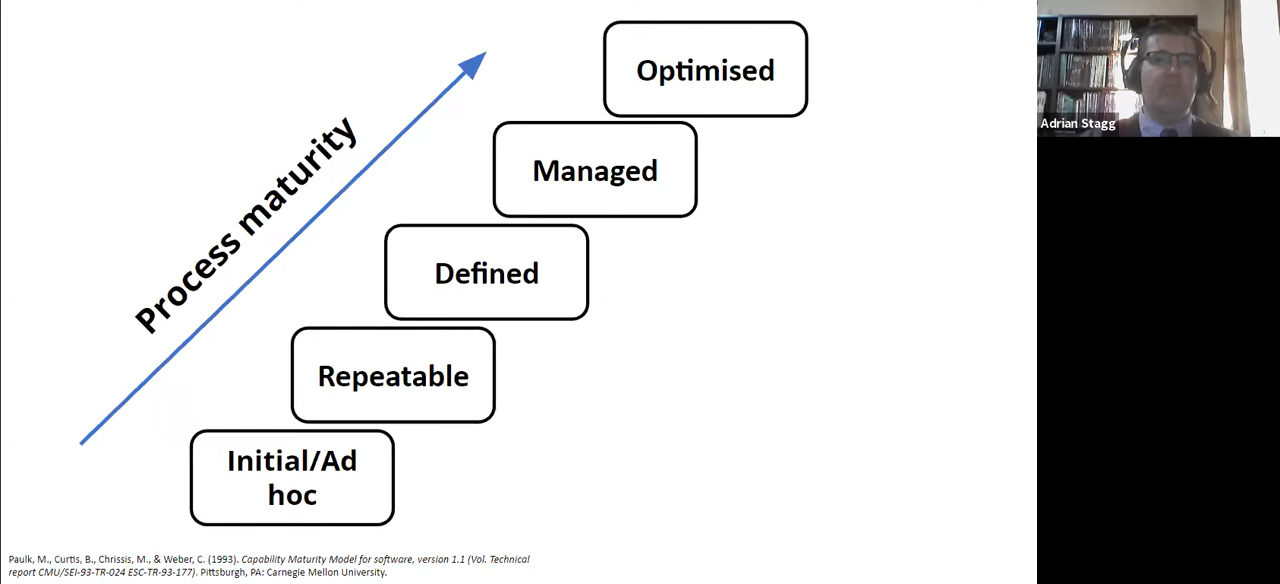 Optimised
Managed
Defined
Repeatable
Initial/Ad
hoc
Process maturity
Adrian Stagg
Paulk, M., Curtis, B., Chrissis, M., & Weber, C. (1993). Capability Maturity Model for software, version 1.1 (Vol. Technical
report CMU/SEI-93-TR-024 ESC-TR-93-177). Pittsburgh, PA: Carnegie Mellon University.